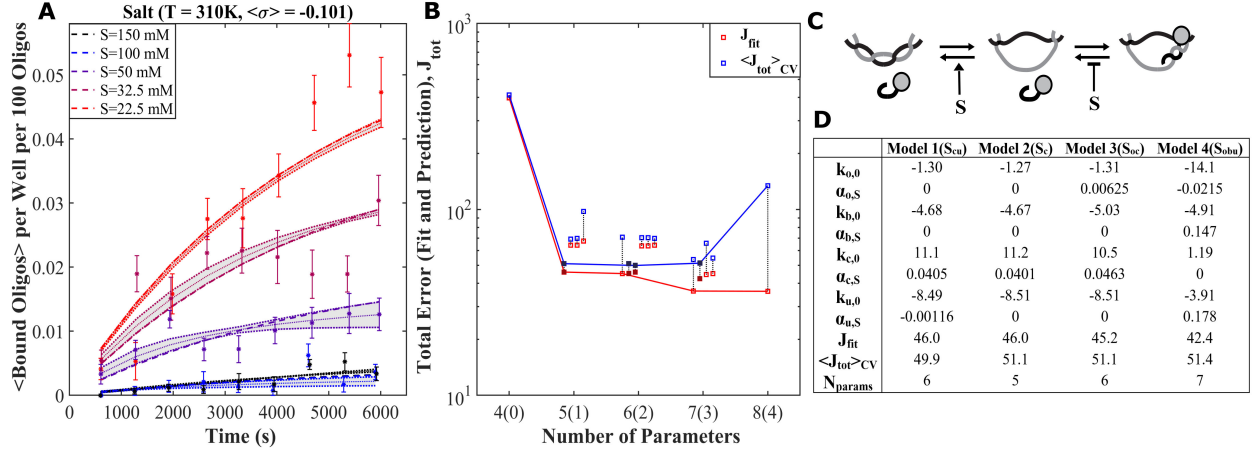 A
Salt (T = 310K, <σ> = -0.101)
<Bound Oligos> per Well per 100 Oligos
S=150 mM
S=100 mM
S=50 mM
S=32.5 mM
S=22.5 mM
0.05
0.04
0.03
0.02
0.01
0
0 1000 2000 3000 4000 5000 6000
Time (s)
B
Total Error (Fit and Prediction), J_tot
J_fit
<J_tot>_CV
10^3
10^2
10^1
4(0) 5(1) 6(2) 7(3) 8(4)
Number of Parameters
C
S S
D
Model 1(S_cu) Model 2(S_c) Model 3(S_oc) Model 4(S_obu)
k_o,0 -1.30 -1.27 -1.31 -14.1
α_o,S 0 0 0.00625 -0.0215
k_b,0 -4.68 -4.67 -5.03 -4.91
α_b,S 0 0 0 0.147
k_c,0 11.1 11.2 10.5 1.19
α_c,S 0.0405 0.0401 0.0463 0
k_u,0 -8.49 -8.51 -8.51 -3.91
α_u,S -0.00116 0 0 0.178
J_fit 46.0 46.0 45.2 42.4
<J_tot>_CV 49.9 51.1 51.1 51.4
N_params 6 5 6 7